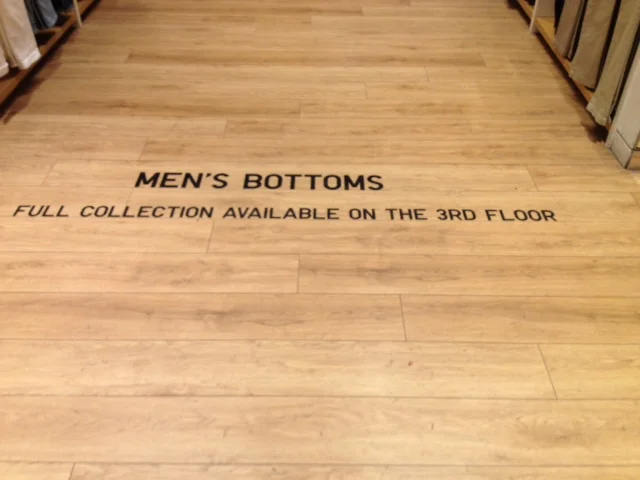 MEN'S BOTTOMS
FULL COLLECTION AVAILABLE ON THE 3RD FLOOR